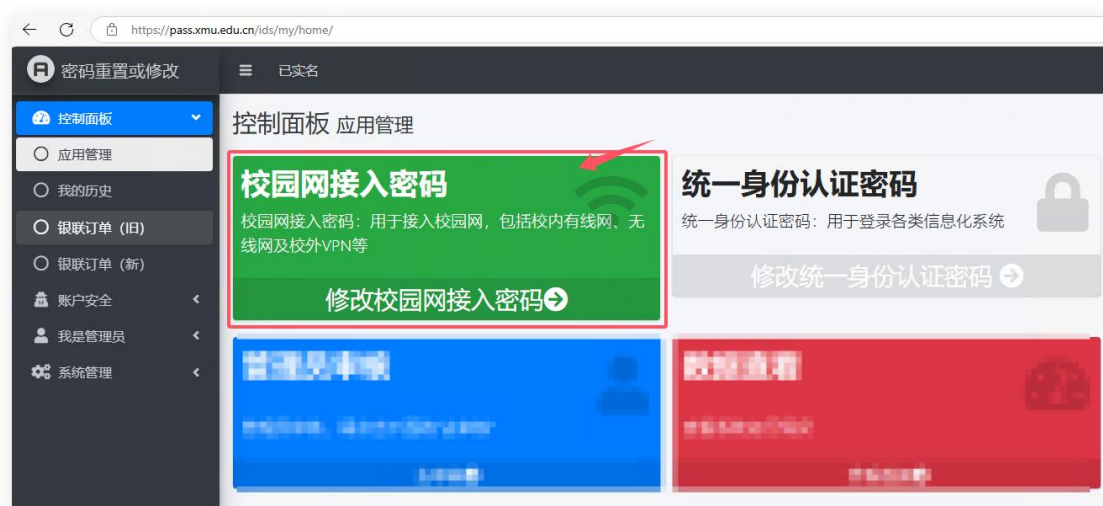 https://pass.xmu.edu.cn/ids/my/home/
密码重置或修改
已实名
控制面板
应用管理
我的历史
银联订单 (旧)
银联订单 (新)
账户安全
我是管理员
系统管理
控制面板 应用管理
校园网接入密码
校园网接入密码：用于接入校园网，包括校内有线网、无
线网及校外VPN等
修改校园网接入密码
统一身份认证密码
统一身份认证密码：用于登录各类信息化系统
修改统一身份认证密码